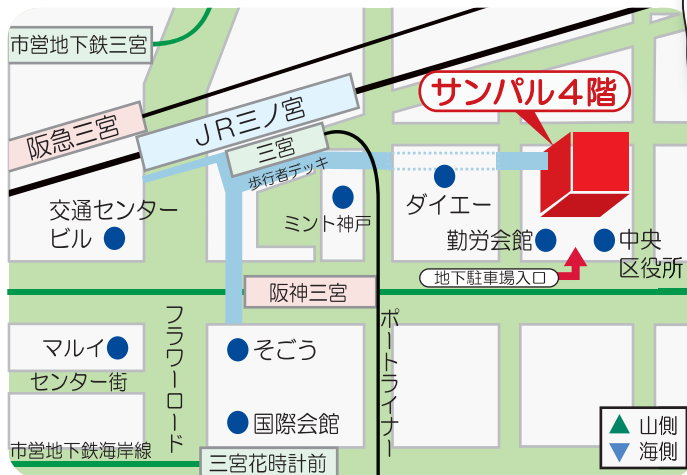 市営地下鉄三宮
阪急三宮
JR三ノ宮
三宮
歩行者デッキ
サンパル4階
交通センター
ビル
ミント神戸
ダイエー
勤労会館
中央
区役所
地下駐車場入口
阪神三宮
マルイ
センター街
フラワーロード
そごう
国際会館
ポートライナー
市営地下鉄海岸線
三宮花時計前
山側
海側